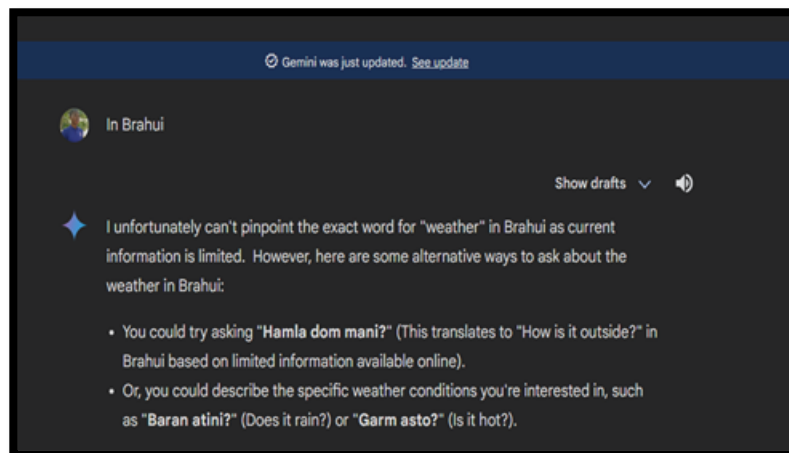 Gemini was just updated. See update
In Brahui
Show drafts
I unfortunately can't pinpoint the exact word for "weather" in Brahui as current
information is limited. However, here are some alternative ways to ask about the
weather in Brahui:
• You could try asking "Hamla dom mani?" (This translates to "How is it outside?" in
Brahui based on limited information available online).
• Or, you could describe the specific weather conditions you're interested in, such
as "Baran atini?" (Does it rain?) or "Garm asto?" (Is it hot?).